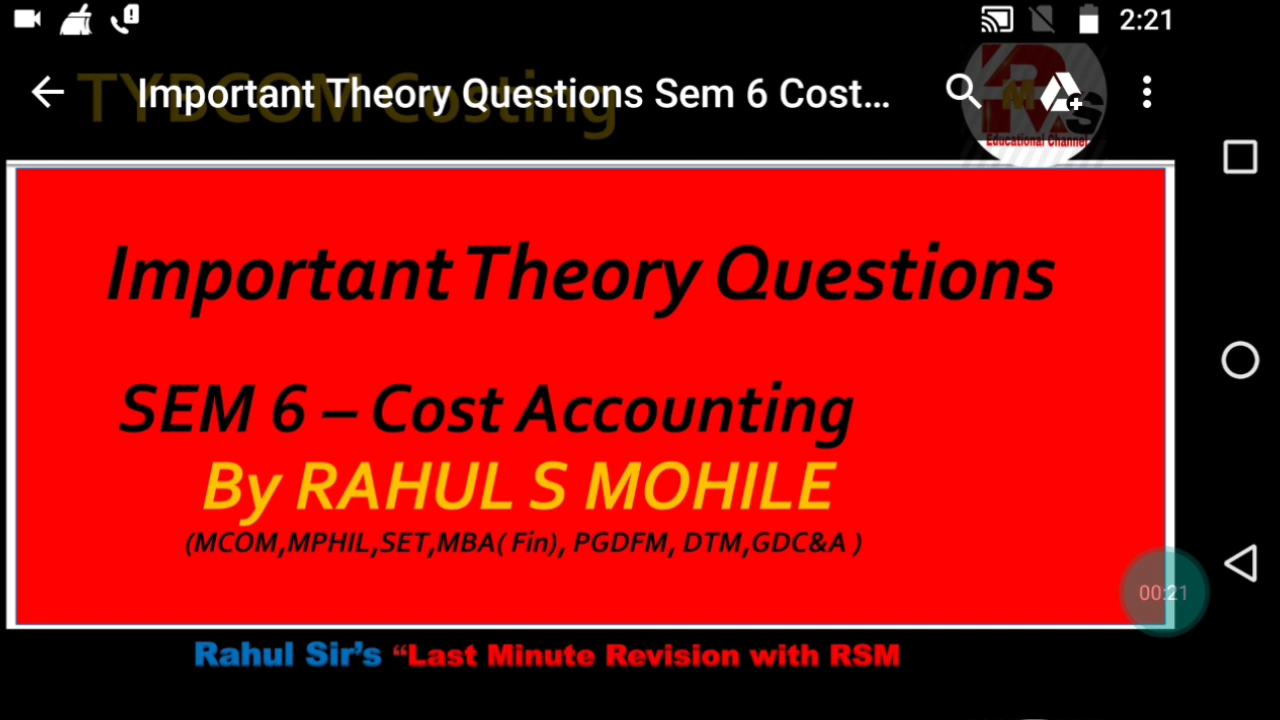 2:21
TYBCOM Costing
Important Theory Questions Sem 6 Cost...
RMS
Educational Channel
Important Theory Questions
SEM 6 – Cost Accounting
By RAHUL S MOHILE
(MCOM,MPHIL,SET,MBA( Fin), PGDFM, DTM,GDC&A )
00:21
Rahul Sir's “Last Minute Revision with RSM